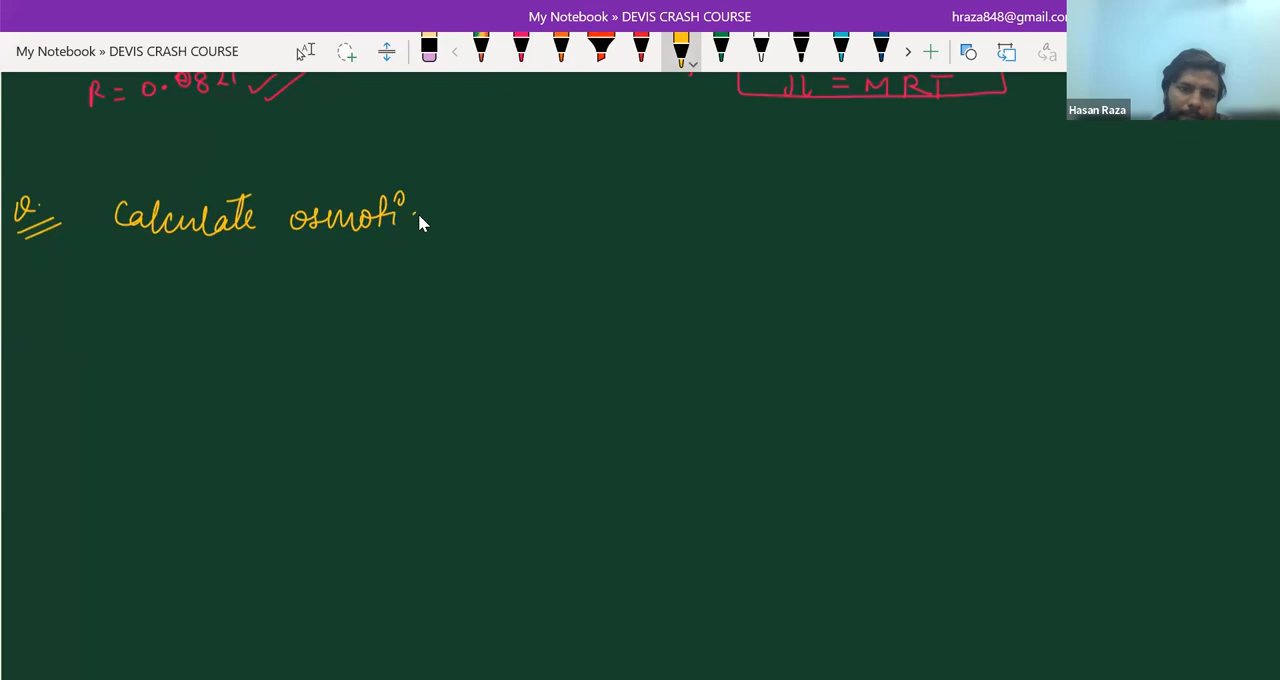 My Notebook » DEVIS CRASH COURSE
hraza848@gmail.co
My Notebook » DEVIS CRASH COURSE
Hasan Raza
R = 0.0821
π = MRT
Q. Calculate osmoti